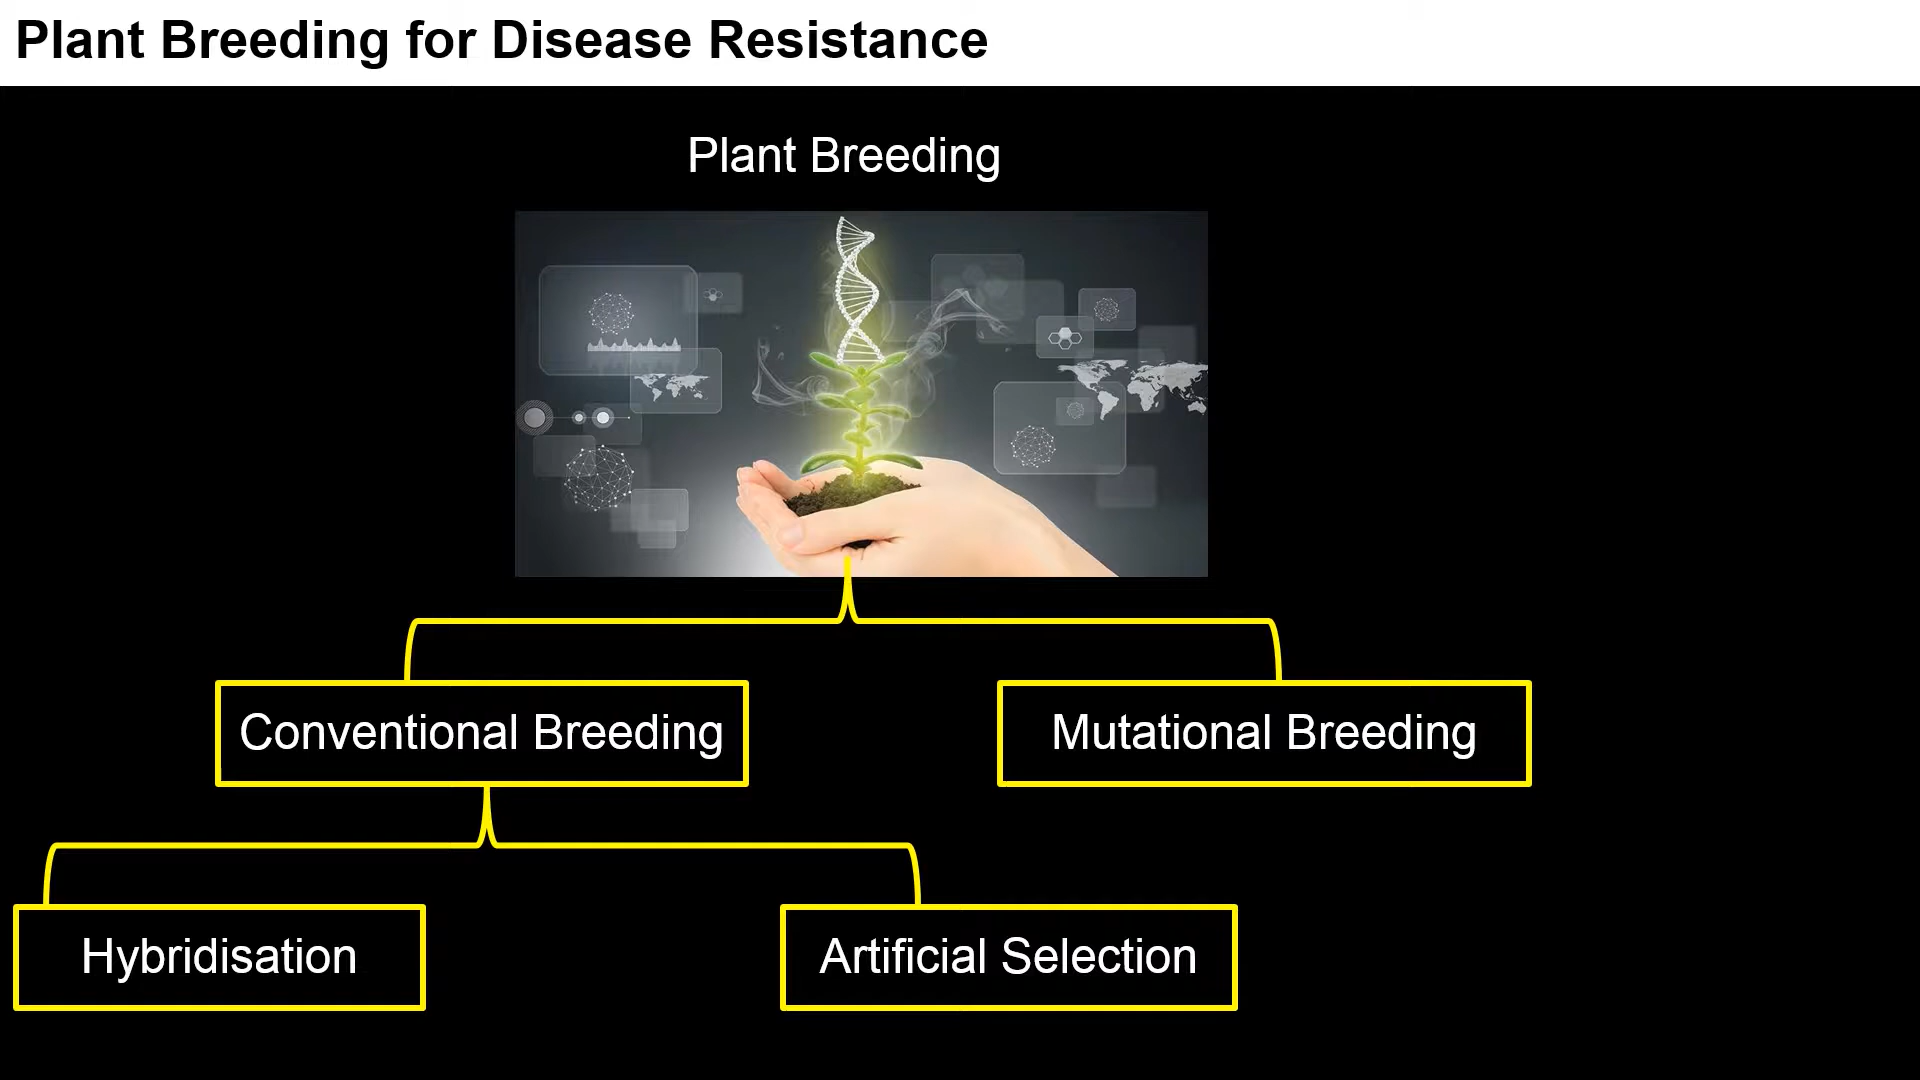 Plant Breeding for Disease Resistance
Plant Breeding
Conventional Breeding
Mutational Breeding
Hybridisation
Artificial Selection